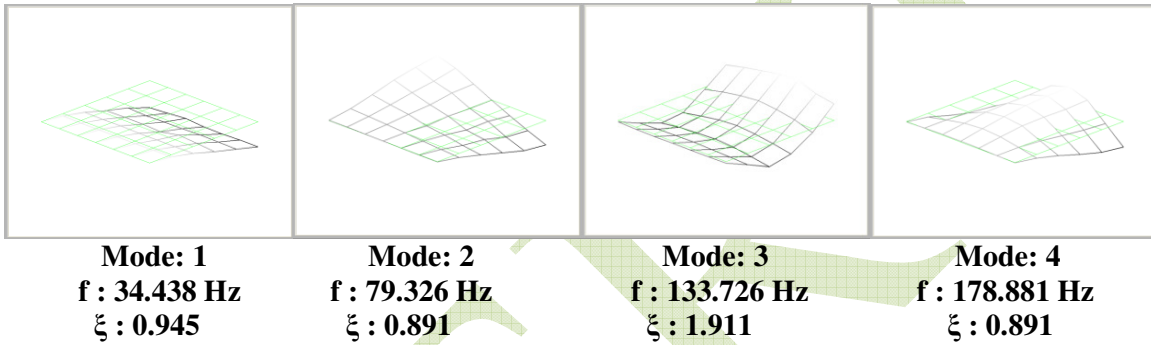 Mode: 1
f : 34.438 Hz
ξ : 0.945
Mode: 2
f : 79.326 Hz
ξ : 0.891
Mode: 3
f : 133.726 Hz
ξ : 1.911
Mode: 4
f : 178.881 Hz
ξ : 0.891